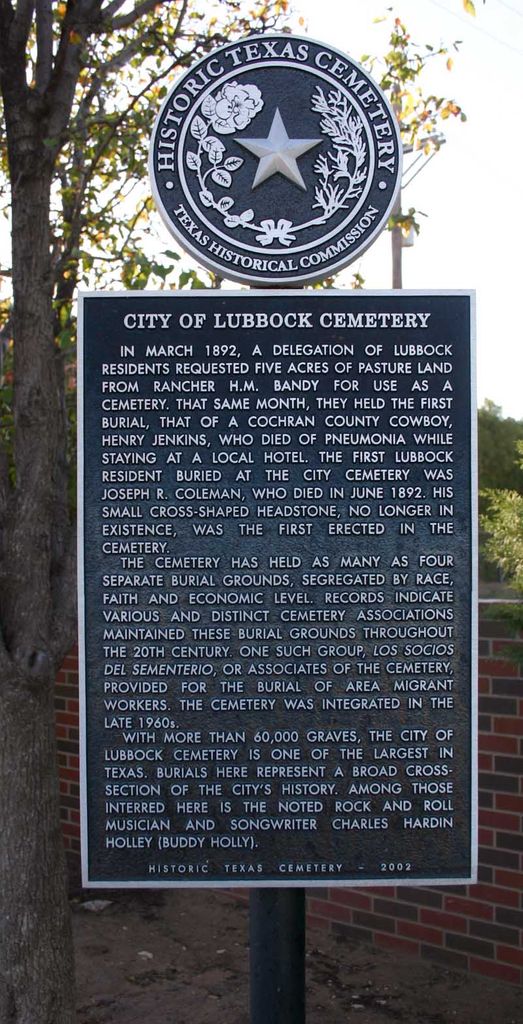 HISTORIC TEXAS CEMETERY
TEXAS HISTORICAL COMMISSION
CITY OF LUBBOCK CEMETERY
IN MARCH 1892, A DELEGATION OF LUBBOCK
RESIDENTS REQUESTED FIVE ACRES OF PASTURE LAND
FROM RANCHER H.M. BANDY FOR USE AS A
CEMETERY. THAT SAME MONTH, THEY HELD THE FIRST
BURIAL, THAT OF A COCHRAN COUNTY COWBOY,
HENRY JENKINS, WHO DIED OF PNEUMONIA WHILE
STAYING AT A LOCAL HOTEL. THE FIRST LUBBOCK
RESIDENT BURIED AT THE CITY CEMETERY WAS
JOSEPH R. COLEMAN, WHO DIED IN JUNE 1892. HIS
SMALL CROSS-SHAPED HEADSTONE, NO LONGER IN
EXISTENCE, WAS THE FIRST ERECTED IN THE
CEMETERY.
THE CEMETERY HAS HELD AS MANY AS FOUR
SEPARATE BURIAL GROUNDS, SEGREGATED BY RACE,
FAITH AND ECONOMIC LEVEL. RECORDS INDICATE
VARIOUS AND DISTINCT CEMETERY ASSOCIATIONS
MAINTAINED THESE BURIAL GROUNDS THROUGHOUT
THE 20TH CENTURY. ONE SUCH GROUP, LOS SOCIOS
DEL SEMENTERIO, OR ASSOCIATES OF THE CEMETERY,
PROVIDED FOR THE BURIAL OF AREA MIGRANT
WORKERS. THE CEMETERY WAS INTEGRATED IN THE
LATE 1960s.
WITH MORE THAN 60,000 GRAVES, THE CITY OF
LUBBOCK CEMETERY IS ONE OF THE LARGEST IN
TEXAS. BURIALS HERE REPRESENT A BROAD CROSS-
SECTION OF THE CITY'S HISTORY. AMONG THOSE
INTERRED HERE IS THE NOTED ROCK AND ROLL
MUSICIAN AND SONGWRITER CHARLES HARDIN
HOLLEY (BUDDY HOLLY).
HISTORIC TEXAS CEMETERY – 2002